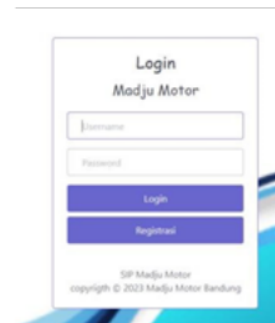 Login
Madju Motor
Username
Password
Login
Registrasi
SIP Madju Motor
copyrigth © 2023 Madju Motor Bandung